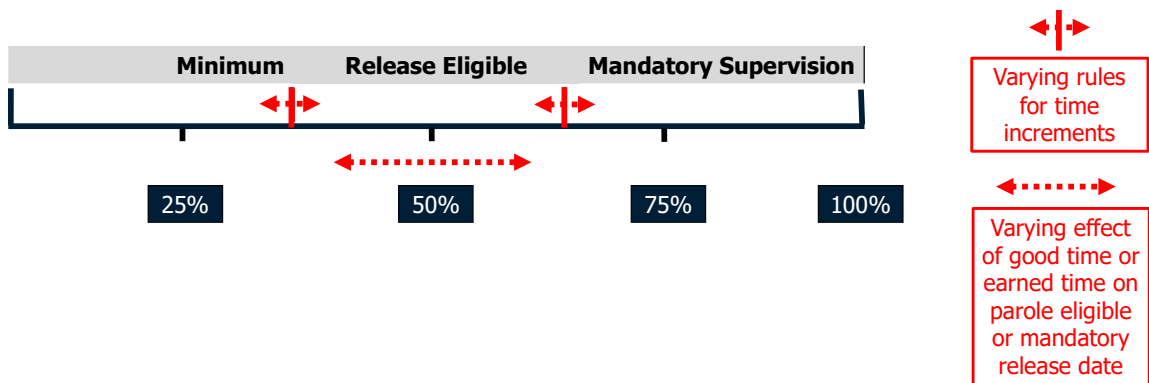 Minimum
Release Eligible
Mandatory Supervision
25%
50%
75%
100%
Varying rules
for time
increments
Varying effect
of good time or
earned time on
parole eligible
or mandatory
release date